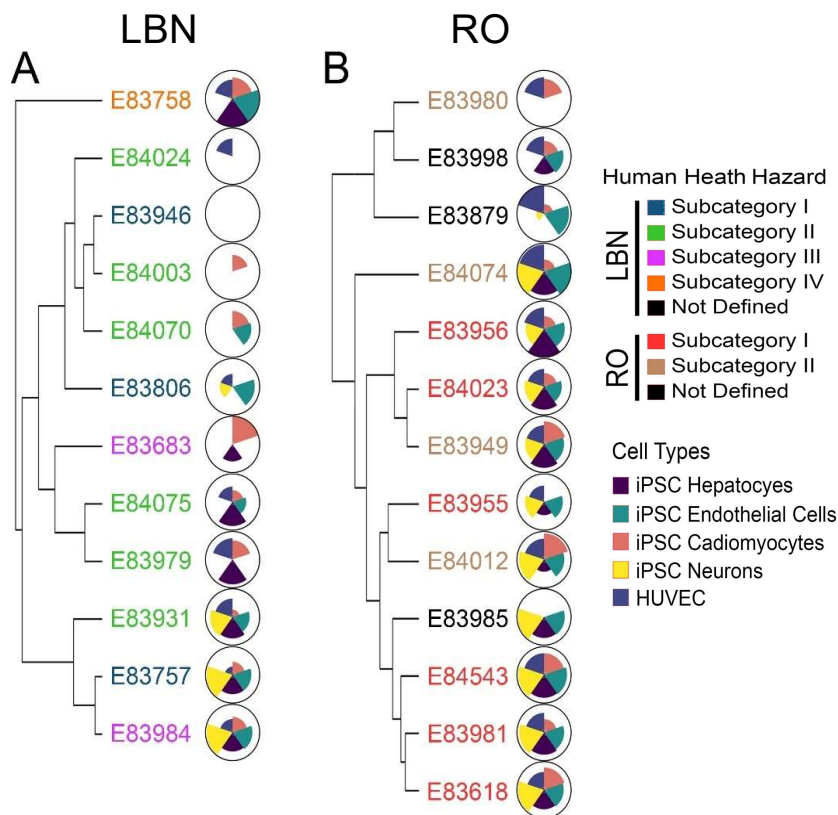 LBN
RO
A
B
E83758
E84024
E83946
E84003
E84070
E83806
E83683
E84075
E83979
E83931
E83757
E83984
E83980
E83998
E83879
E84074
E83956
E84023
E83949
E83955
E84012
E83985
E84543
E83981
E83618
Human Heath Hazard
LBN
Subcategory I
Subcategory II
Subcategory III
Subcategory IV
Not Defined
RO
Subcategory I
Subcategory II
Not Defined
Cell Types
iPSC Hepatocyes
iPSC Endothelial Cells
iPSC Cadiomyocytes
iPSC Neurons
HUVEC